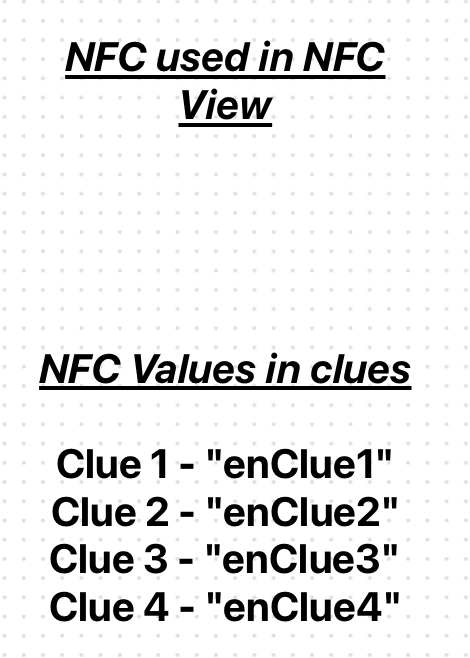 NFC used in NFC
View
NFC Values in clues
Clue 1 - "enClue1"
Clue 2 - "enClue2"
Clue 3 - "enClue3"
Clue 4 - "enClue4"